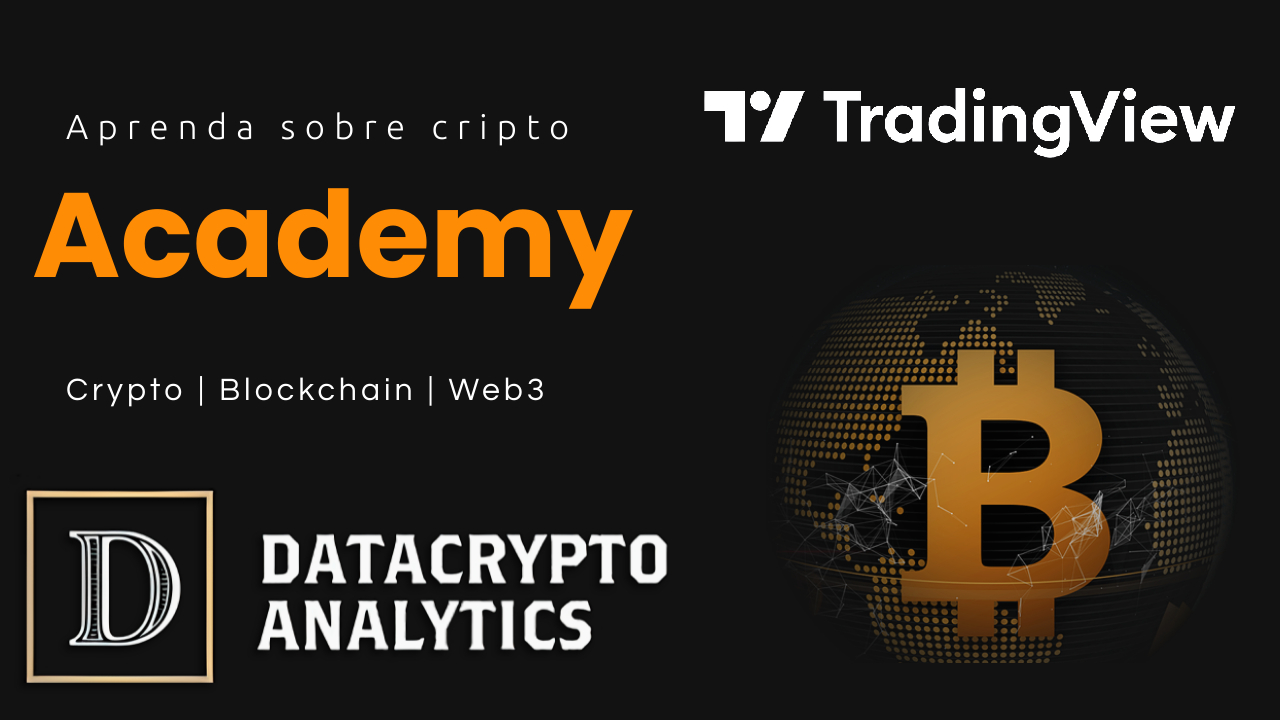 Aprenda sobre cripto
Academy
Crypto | Blockchain | Web3
TradingView
D
DATACRYPTO
ANALYTICS